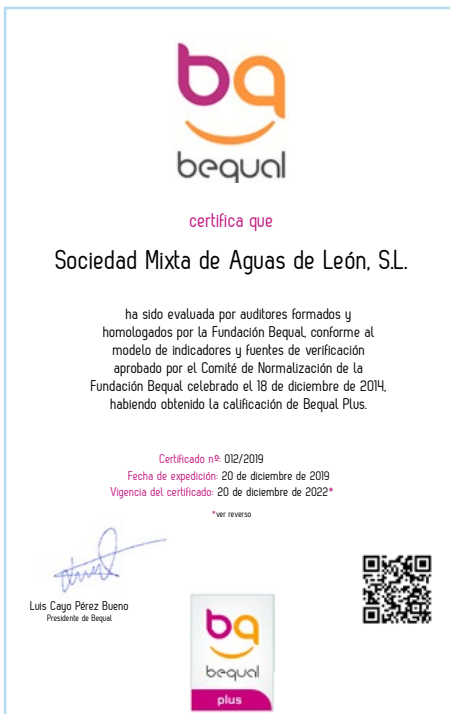 bq
bequal
certifica que
Sociedad Mixta de Aguas de León, S.L.
ha sido evaluada por auditores formados y
homologados por la Fundación Bequal, conforme al
modelo de indicadores y fuentes de verificación
aprobado por el Comité de Normalización de la
Fundación Bequal celebrado el 18 de diciembre de 2014,
habiendo obtenido la calificación de Bequal Plus.
Certificado nº: 012/2019
Fecha de expedición: 20 de diciembre de 2019
Vigencia del certificado: 20 de diciembre de 2022*
*ver reverso
Luis Cayo Pérez Bueno
Presidente de Bequal
bq
bequal
plus